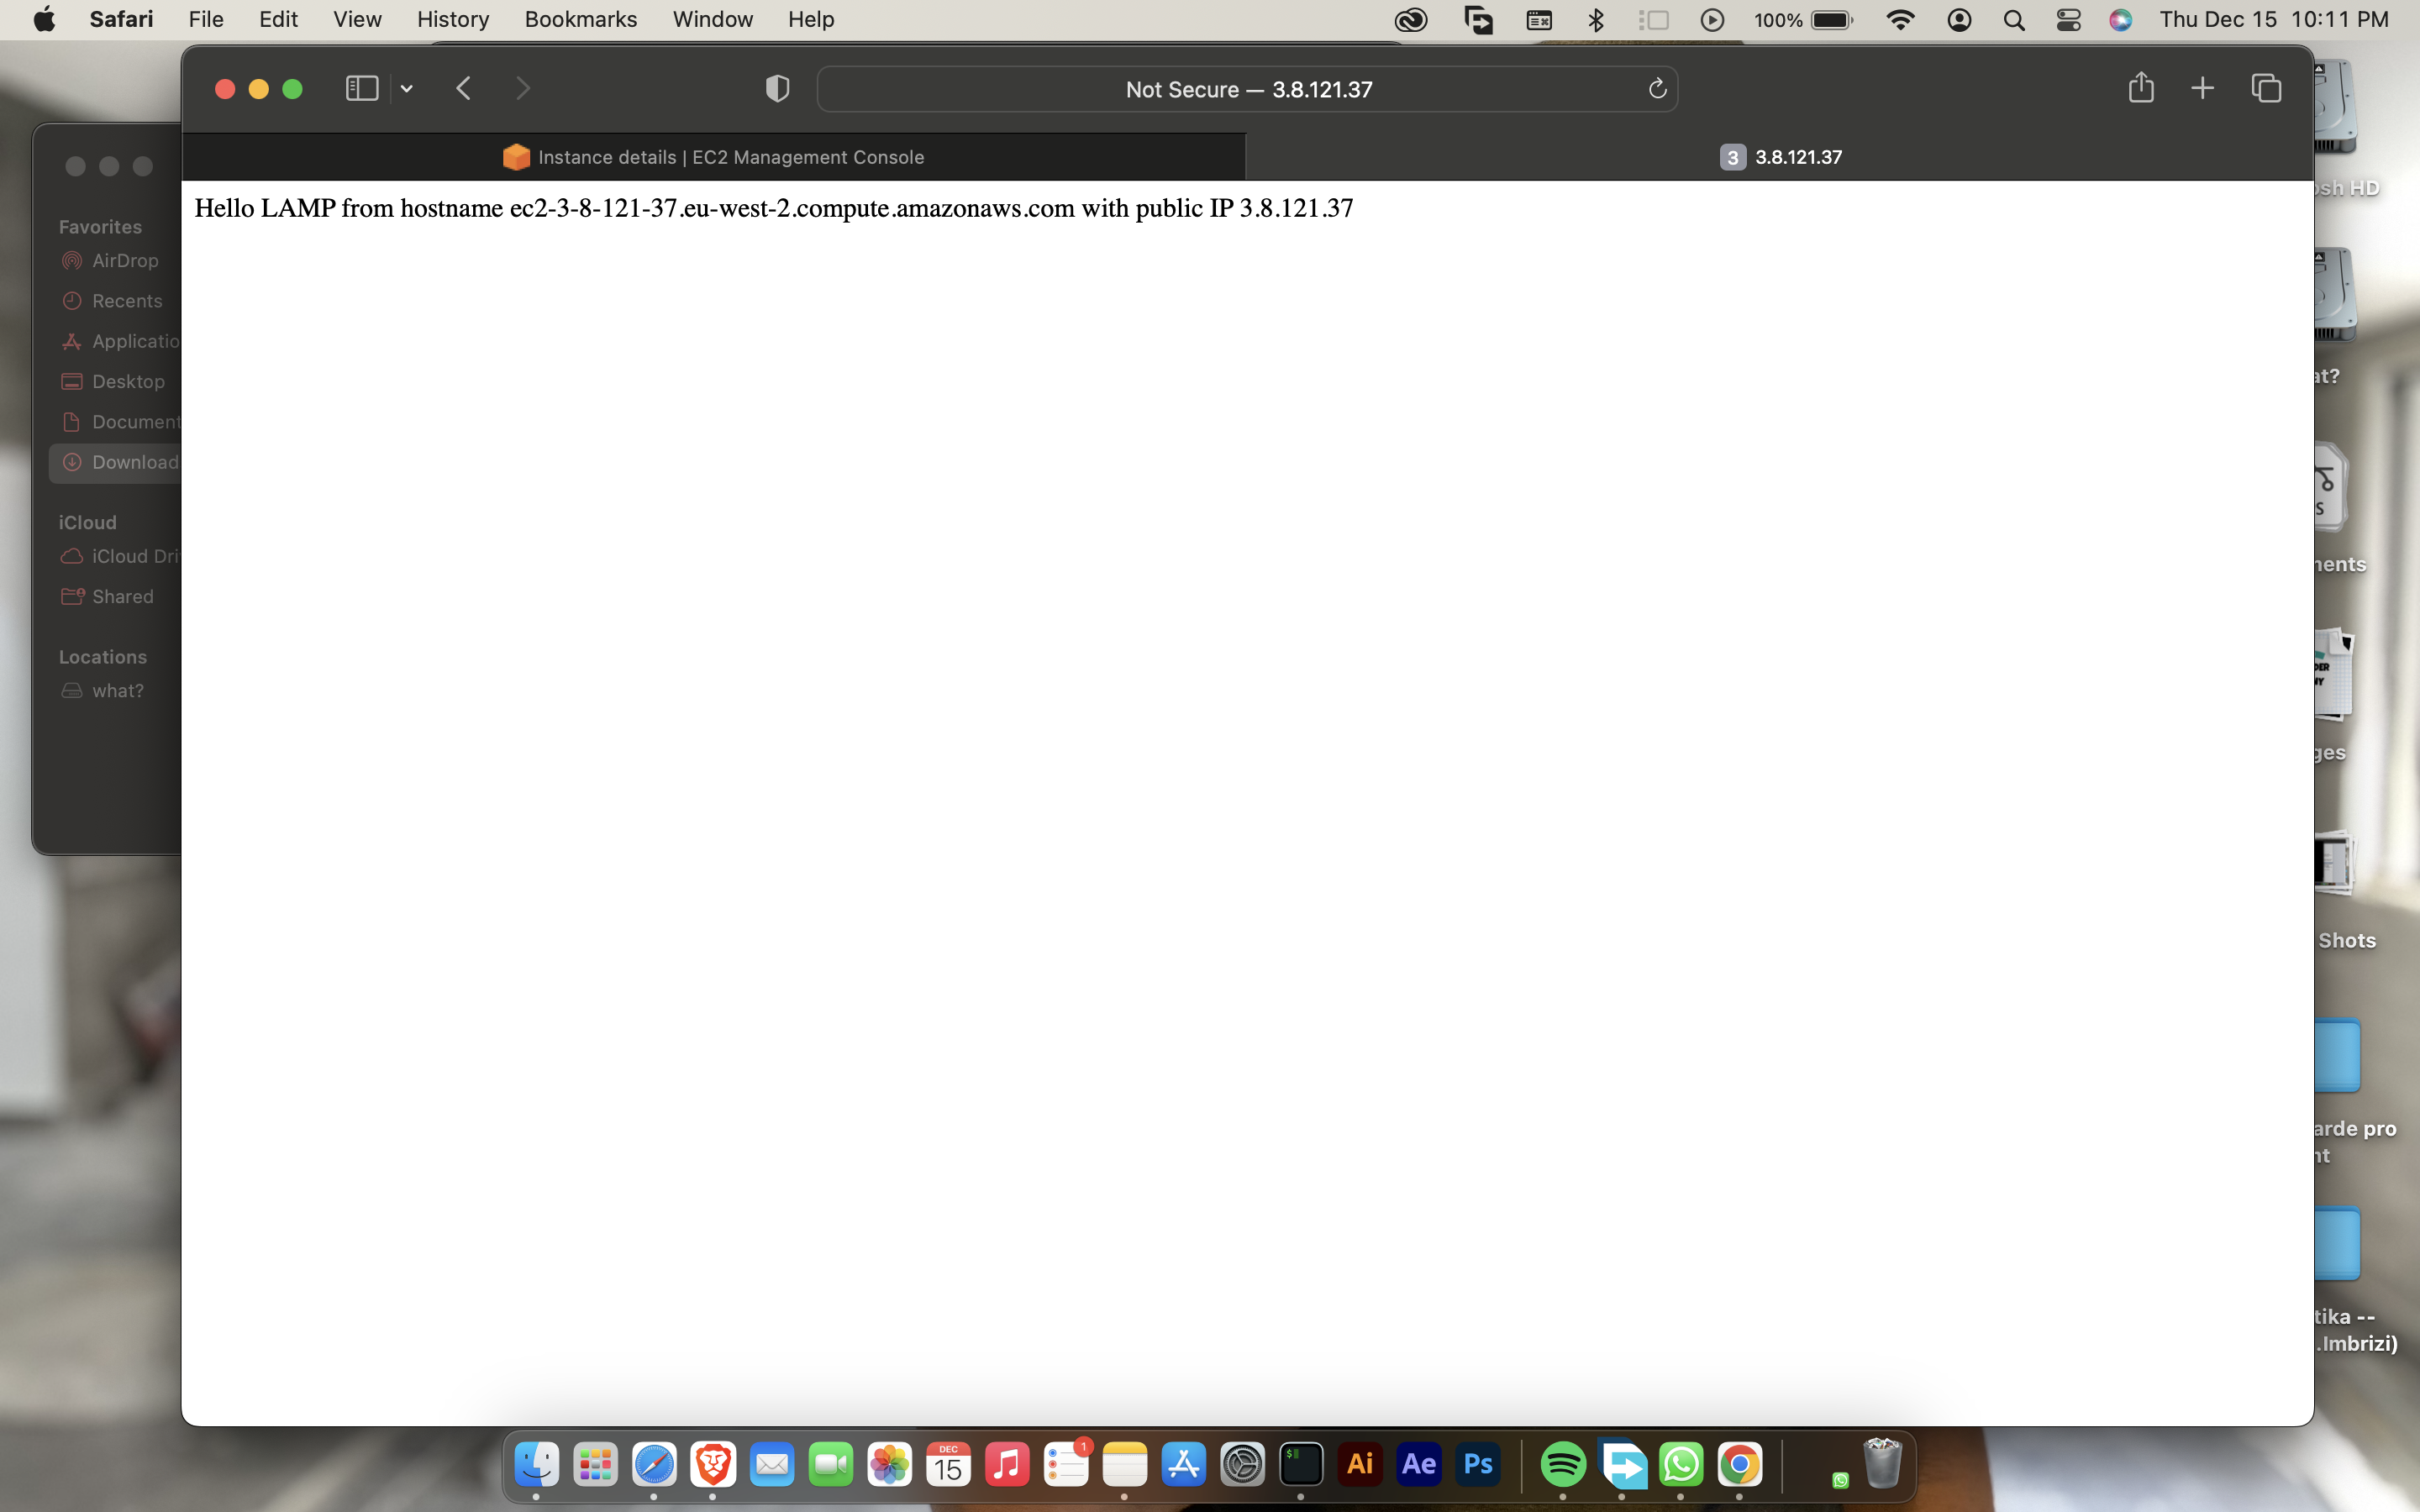 Safari File Edit View History Bookmarks Window Help 100% Thu Dec 15 10:11 PM
Not Secure — 3.8.121.37
Instance details | EC2 Management Console
3 3.8.121.37
Hello LAMP from hostname ec2-3-8-121-37.eu-west-2.compute.amazonaws.com with public IP 3.8.121.37
Favorites
AirDrop
Recents
Applicatio
Desktop
Document
Download
iCloud
iCloud Dri
Shared
Locations
what?
osh HD
at?
S
nents
DER
NY
ges
Shots
arde pro
nt
tika --
.Imbrizi)
DEC
15
1
$
Ai
Ae
Ps